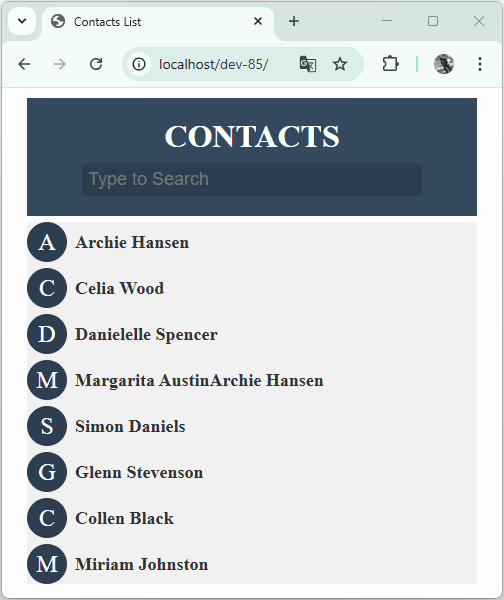 Contacts List
localhost/dev-85/
CONTACTS
Type to Search
A Archie Hansen
C Celia Wood
D Danielelle Spencer
M Margarita AustinArchie Hansen
S Simon Daniels
G Glenn Stevenson
C Collen Black
M Miriam Johnston